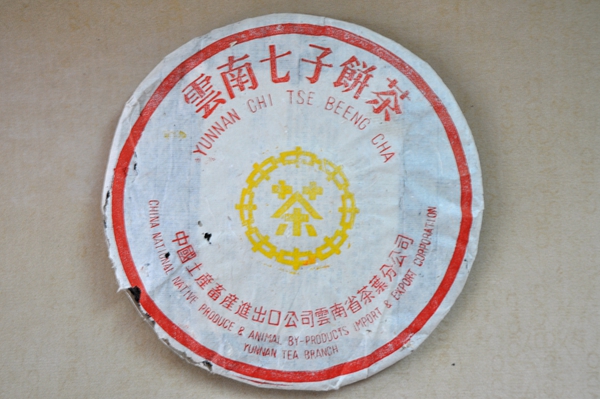 雲南七子餅茶
YUNNAN CHI TSE BEENG CHA
茶
中國土產畜產進出口公司雲南省茶葉分公司
CHINA NATIONAL NATIVE PRODUCE & ANIMAL BY-PRODUCTS IMPORT & EXPORT CORPORATION
YUNNAN TEA BRANCH